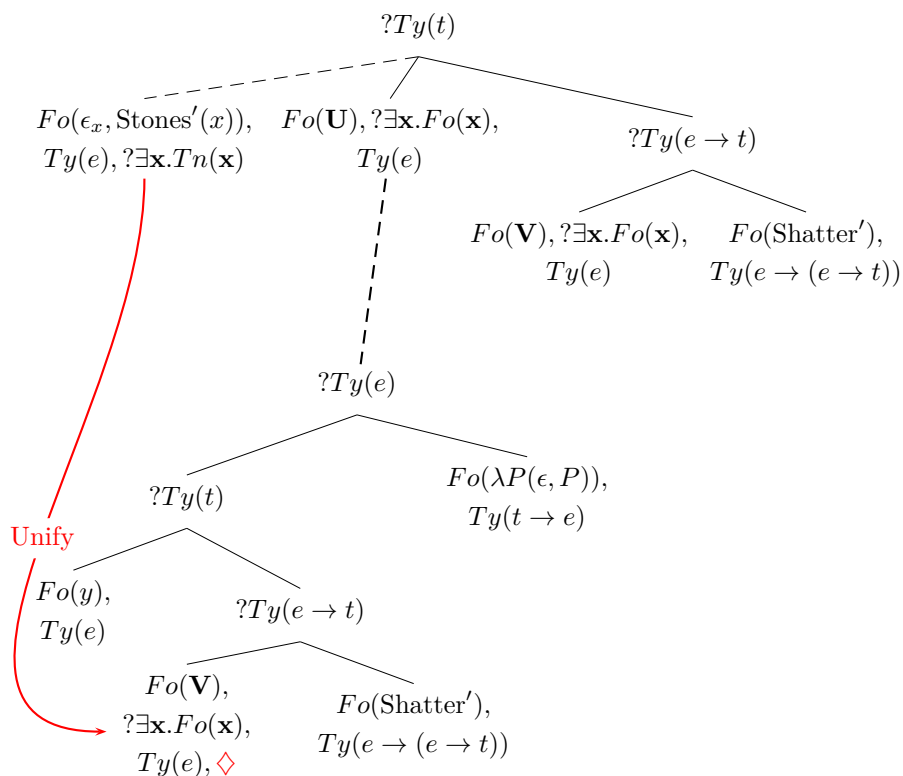 ?Ty(t)
Fo(ϵₓ, Stones′(x)),
Ty(e), ?∃𝐱.Tn(𝐱)
Fo(𝐔), ?∃𝐱.Fo(𝐱),
Ty(e)
?Ty(e → t)
Fo(𝐕), ?∃𝐱.Fo(𝐱),
Ty(e)
Fo(Shatter′),
Ty(e → (e → t))
?Ty(e)
?Ty(t)
Fo(λP(ϵ, P)),
Ty(t → e)
Unify
Fo(y),
Ty(e)
?Ty(e → t)
Fo(𝐕),
?∃𝐱.Fo(𝐱),
Ty(e), ♢
Fo(Shatter′),
Ty(e → (e → t))